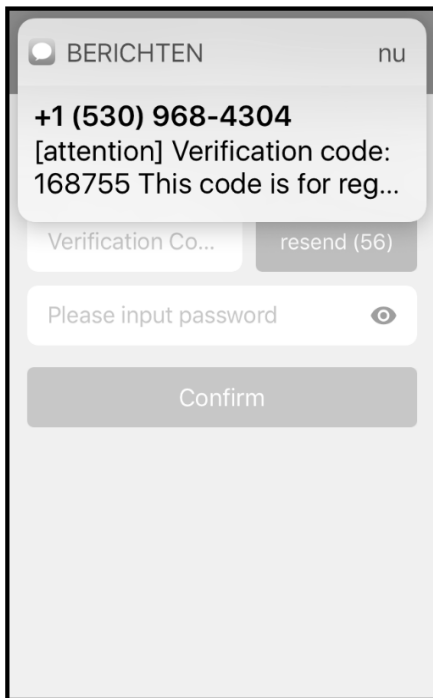 BERICHTEN nu
+1 (530) 968-4304
[attention] Verification code:
168755 This code is for reg...
Verification Co... resend (56)
Please input password
Confirm